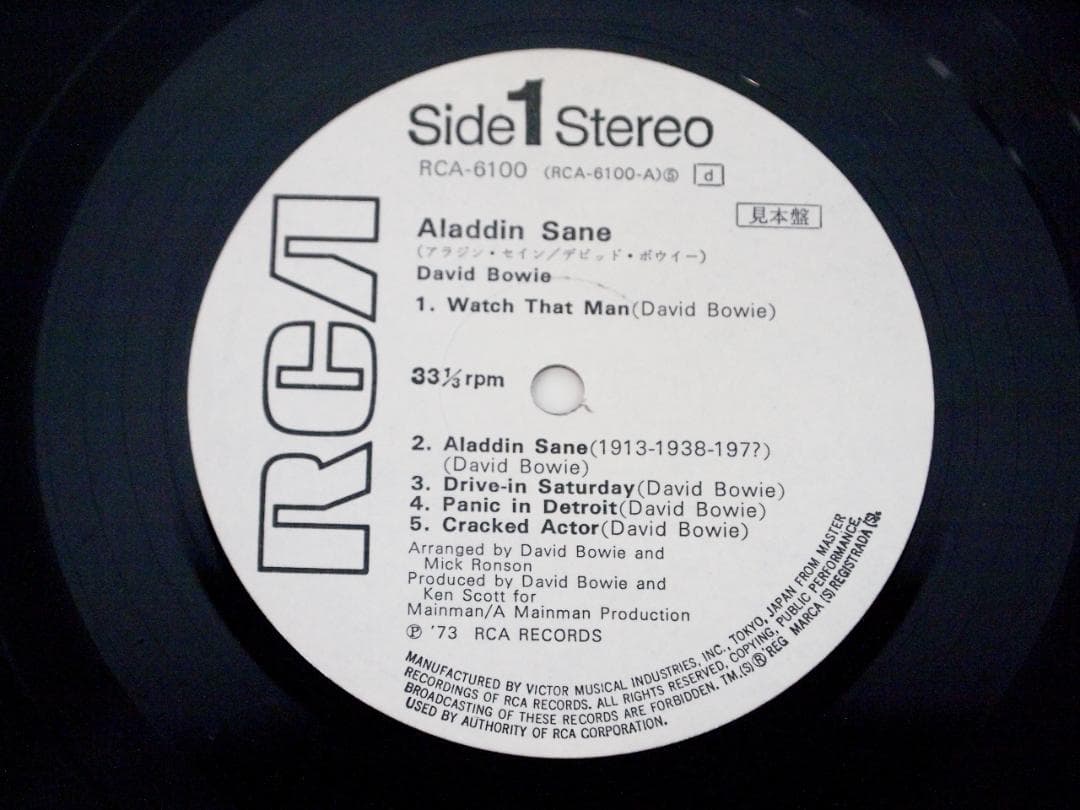 Side 1 Stereo
RCA-6100 (RCA-6100-A)⑤ d
見本盤
Aladdin Sane
(アラジン・セイン/デビッド・ボウイー)
David Bowie
1. Watch That Man(David Bowie)
33⅓rpm
2. Aladdin Sane(1913-1938-197?)
(David Bowie)
3. Drive-in Saturday(David Bowie)
4. Panic in Detroit(David Bowie)
5. Cracked Actor(David Bowie)
Arranged by David Bowie and
Mick Ronson
Produced by David Bowie and
Ken Scott for
Mainman/A Mainman Production
℗ '73 RCA RECORDS
RCA
MANUFACTURED BY VICTOR MUSICAL INDUSTRIES, INC., TOKYO, JAPAN FROM MASTER
RECORDINGS OF RCA RECORDS. ALL RIGHTS RESERVED, COPYING, PUBLIC PERFORMANCE,
BROADCASTING OF THESE RECORDS ARE FORBIDDEN. TM.(S)® REG MARCA (S) REGISTRADA (S)
USED BY AUTHORITY OF RCA CORPORATION.